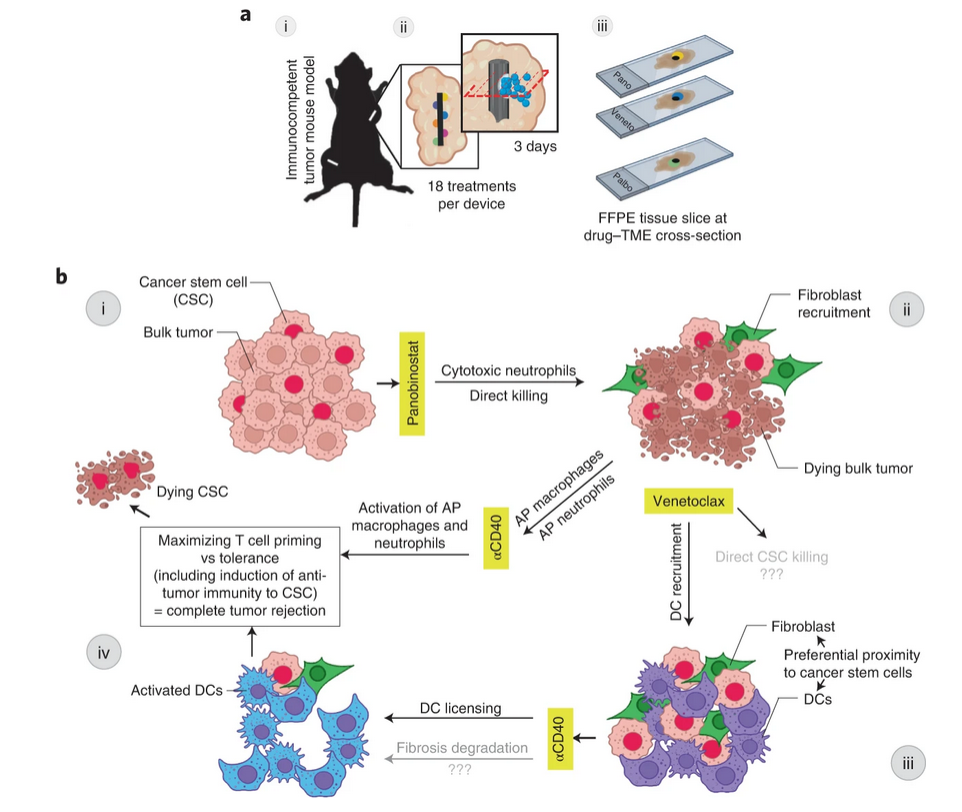 a
i
ii
iii
Immunocompetent
tumor mouse model
3 days
18 treatments
per device
Pano
Veneto
Palbo
FFPE tissue slice at
drug–TME cross-section
b
i
Cancer stem cell
(CSC)
Bulk tumor
Panobinostat
Cytotoxic neutrophils
Direct killing
Fibroblast
recruitment
ii
Dying bulk tumor
Dying CSC
AP macrophages
AP neutrophils
αCD40
Activation of AP
macrophages and
neutrophils
Maximizing T cell priming
vs tolerance
(including induction of anti-
tumor immunity to CSC)
= complete tumor rejection
Venetoclax
DC recruitment
Direct CSC killing
???
Fibroblast
Preferential proximity
to cancer stem cells
DCs
iii
αCD40
DC licensing
Fibrosis degradation
???
iv
Activated DCs